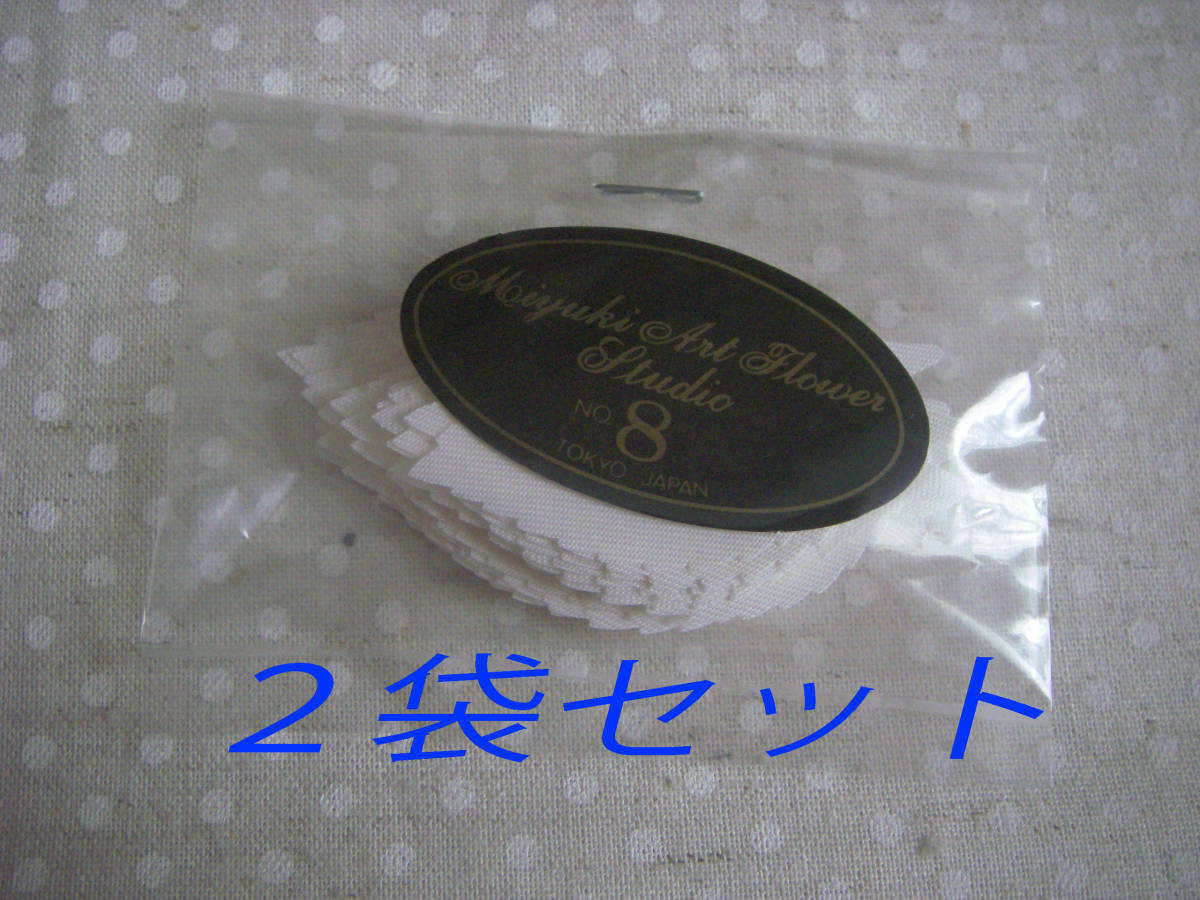 Miyuki Art Flower
Studio
NO. 8
TOKYO JAPAN
２袋セット